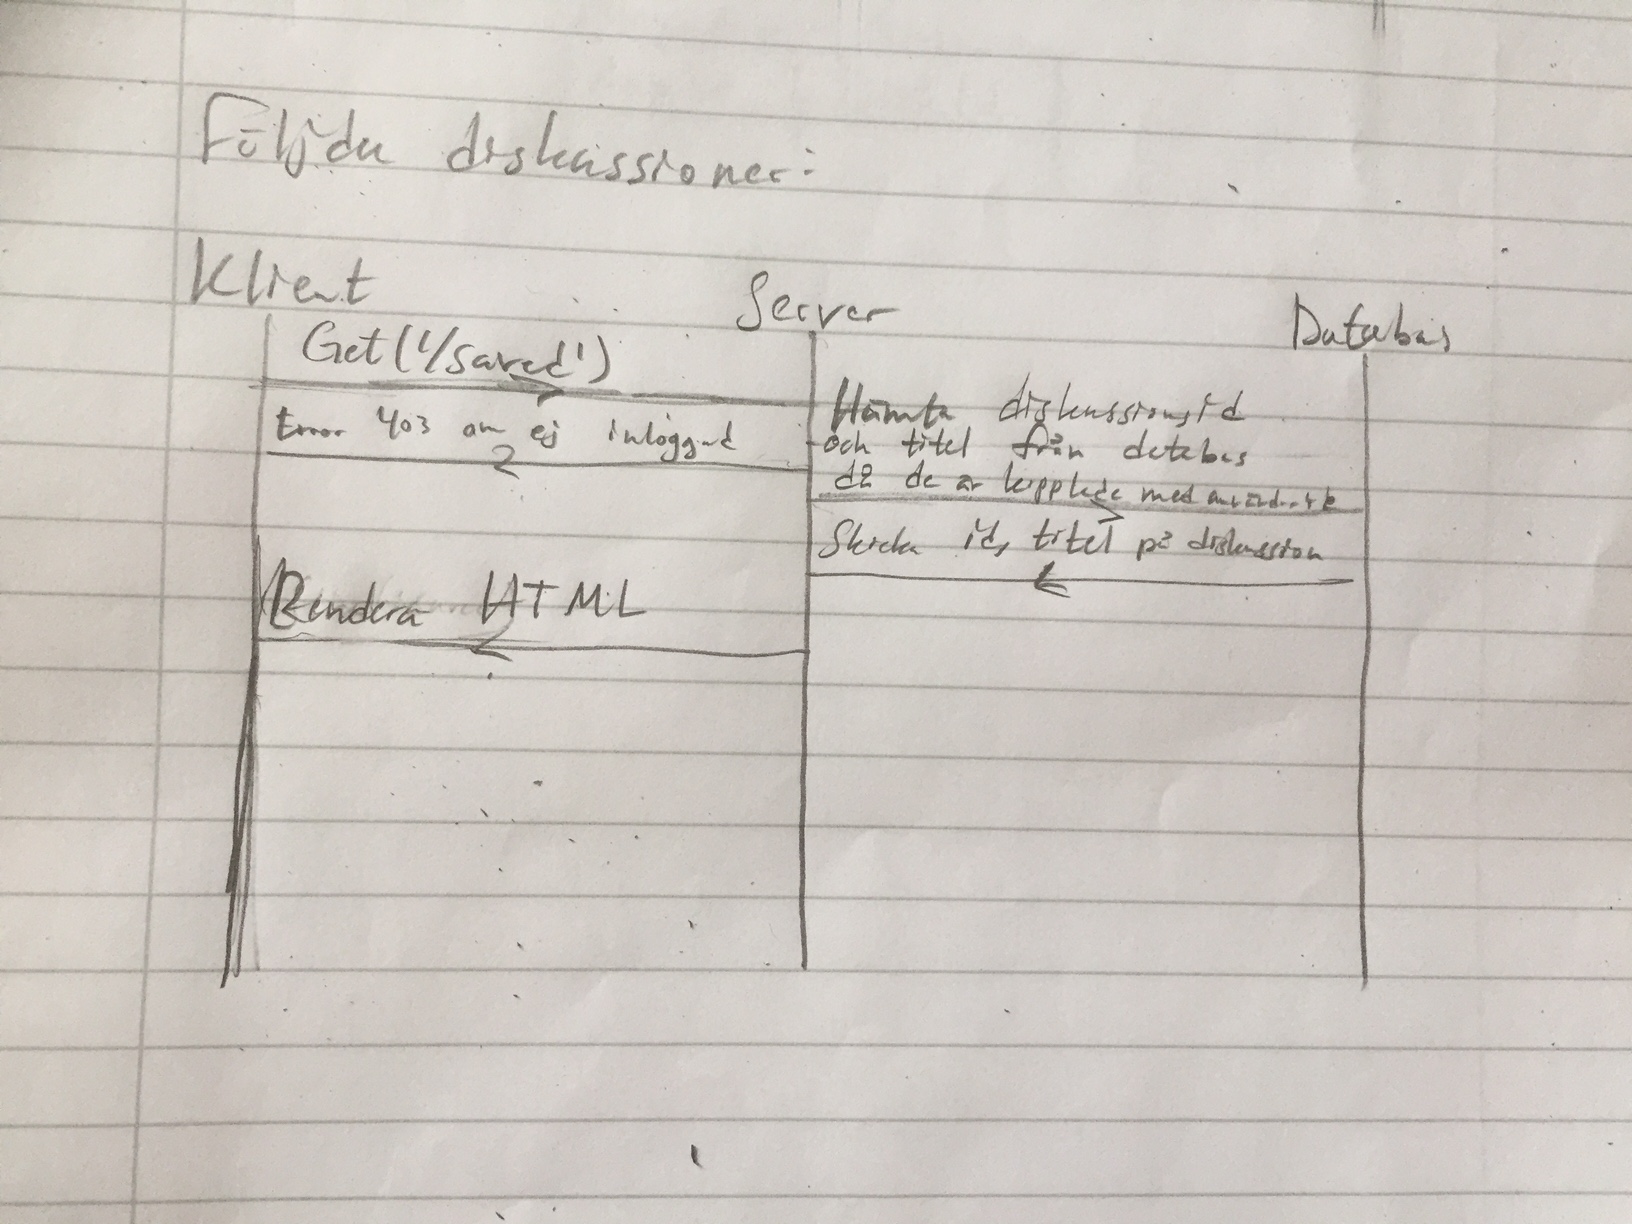 Följda diskussioner:
Klient
Server
Databas
Get('/saved')
Error 403 om ej inloggad
Hämta diskussionsid
och titel från databas
då de är kopplade med
Skicka id, titel på diskussion
Rendera HTML